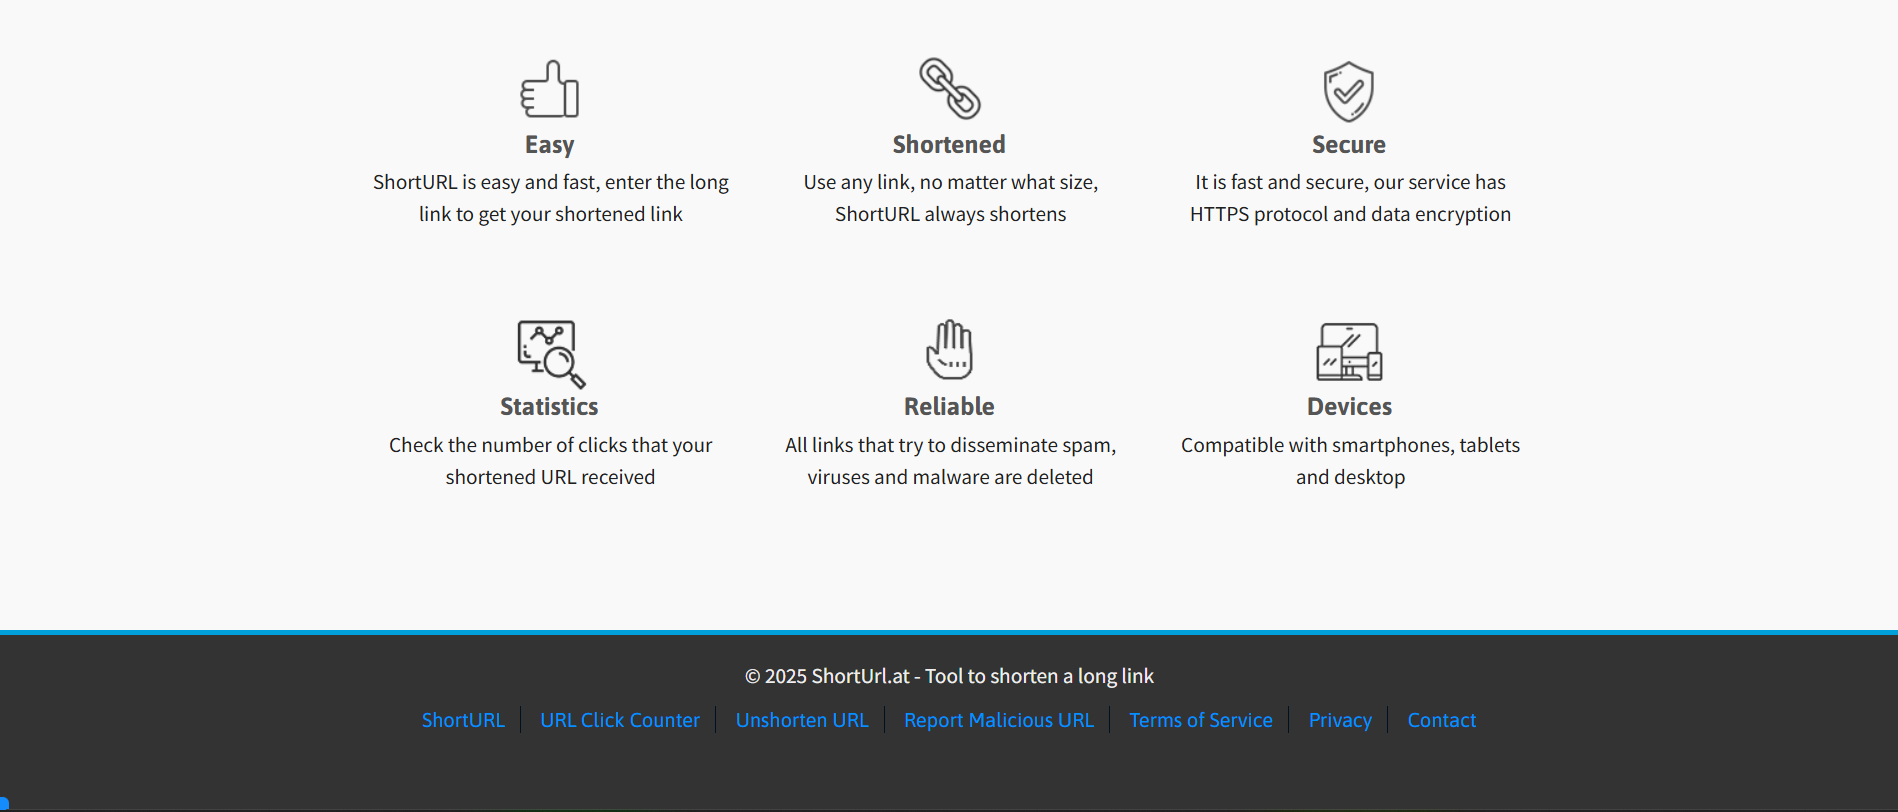 Easy
ShortURL is easy and fast, enter the long
link to get your shortened link
Shortened
Use any link, no matter what size,
ShortURL always shortens
Secure
It is fast and secure, our service has
HTTPS protocol and data encryption
Statistics
Check the number of clicks that your
shortened URL received
Reliable
All links that try to disseminate spam,
viruses and malware are deleted
Devices
Compatible with smartphones, tablets
and desktop
© 2025 ShortUrl.at - Tool to shorten a long link
ShortURL URL Click Counter Unshorten URL Report Malicious URL Terms of Service Privacy Contact